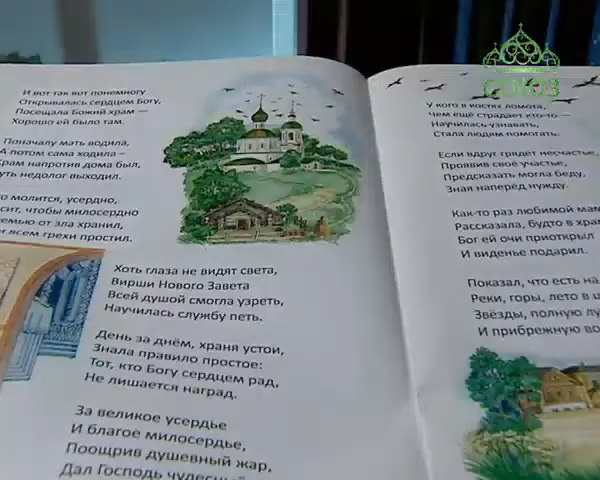 И вот так вот понемногу
Открывалась сердцем Богу,
Посещала Божий храм —
Хорошо ей было там.
Поначалу мать водила,
А потом сама ходила –
Храм напротив дома был,
недолог выходил.
молится, усердно,
чтобы милосердно
от зла хранил,
всем грехи простил.
Хоть глаза не видят света,
Вирши Нового Завета
Всей душой смогла узреть,
Научилась службу петь.
День за днём, храня устои,
Знала правило простое:
Тот, кто Богу сердцем рад,
Не лишается наград.
За великое усердье
И благое милосердье,
Поощрив душевный жар,
Дал Господь
СОЮЗ
У кого в костях ломота,
Чем ещё страдает кто-то —
Научилась узнавать,
Стала людям помогать.
Если вдруг грядёт несчастье,
Проявив своё участье,
Предсказать могла беду,
Зная наперёд нужду.
Как-то раз любимой
Рассказала, будто в
Бог ей очи приоткрыл
И виденье подарил.
Показал, что есть на
Реки, горы, лето в
Звёзды, полную
И прибрежную